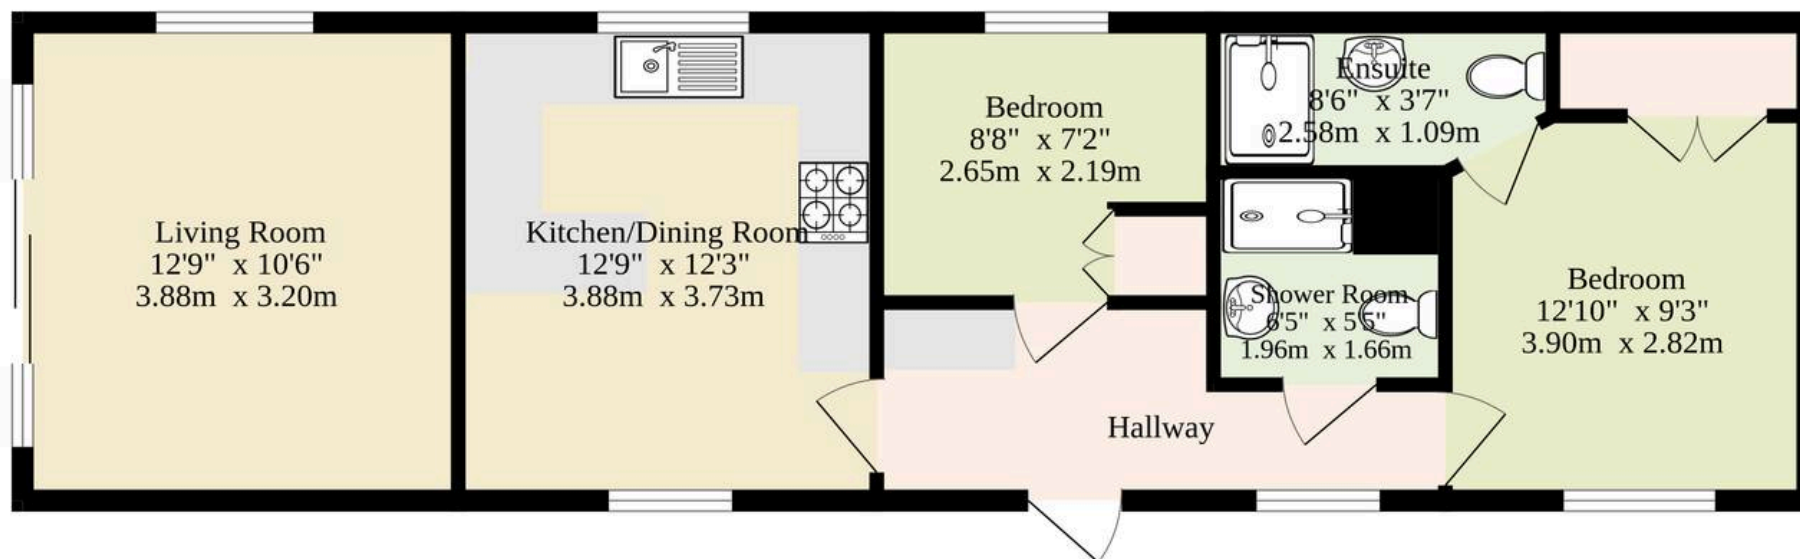 Living Room
12'9" x 10'6"
3.88m x 3.20m
Kitchen/Dining Room
12'9" x 12'3"
3.88m x 3.73m
Bedroom
8'8" x 7'2"
2.65m x 2.19m
Ensuite
8'6" x 3'7"
2.58m x 1.09m
Shower Room
6'5" x 5'5"
1.96m x 1.66m
Bedroom
12'10" x 9'3"
3.90m x 2.82m
Hallway